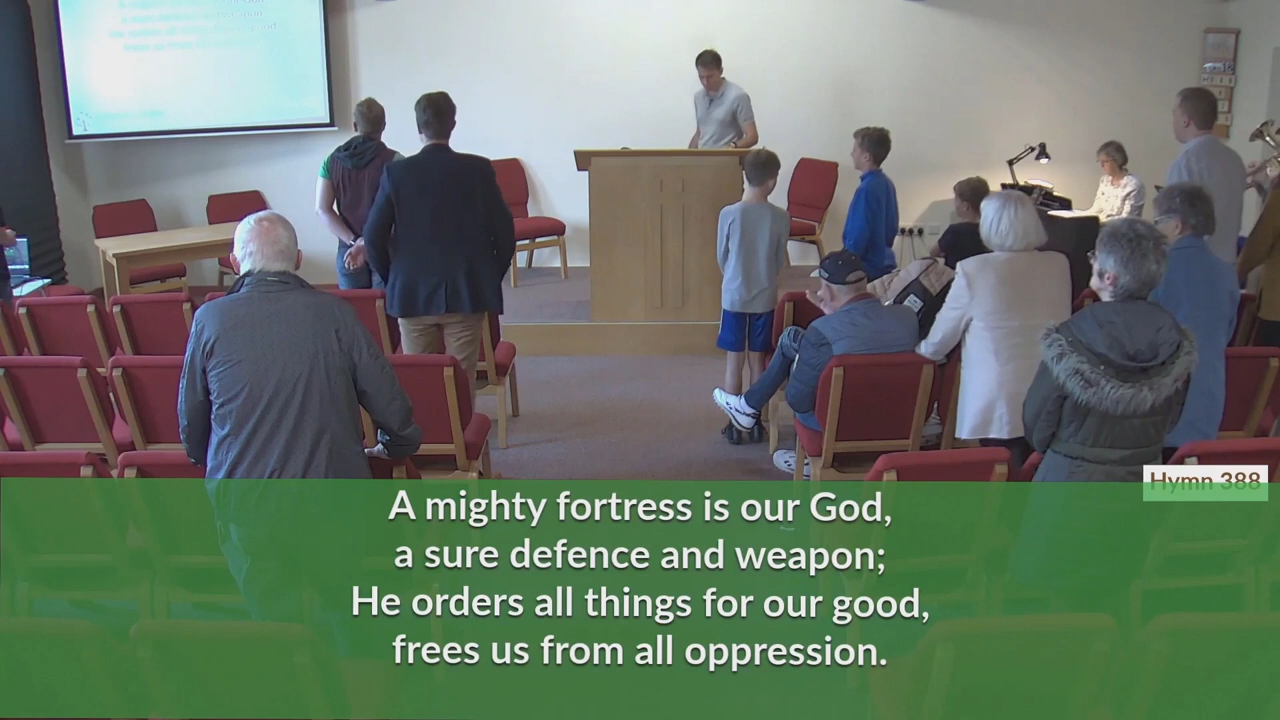 Hymn 388
A mighty fortress is our God,
a sure defence and weapon;
He orders all things for our good,
frees us from all oppression.